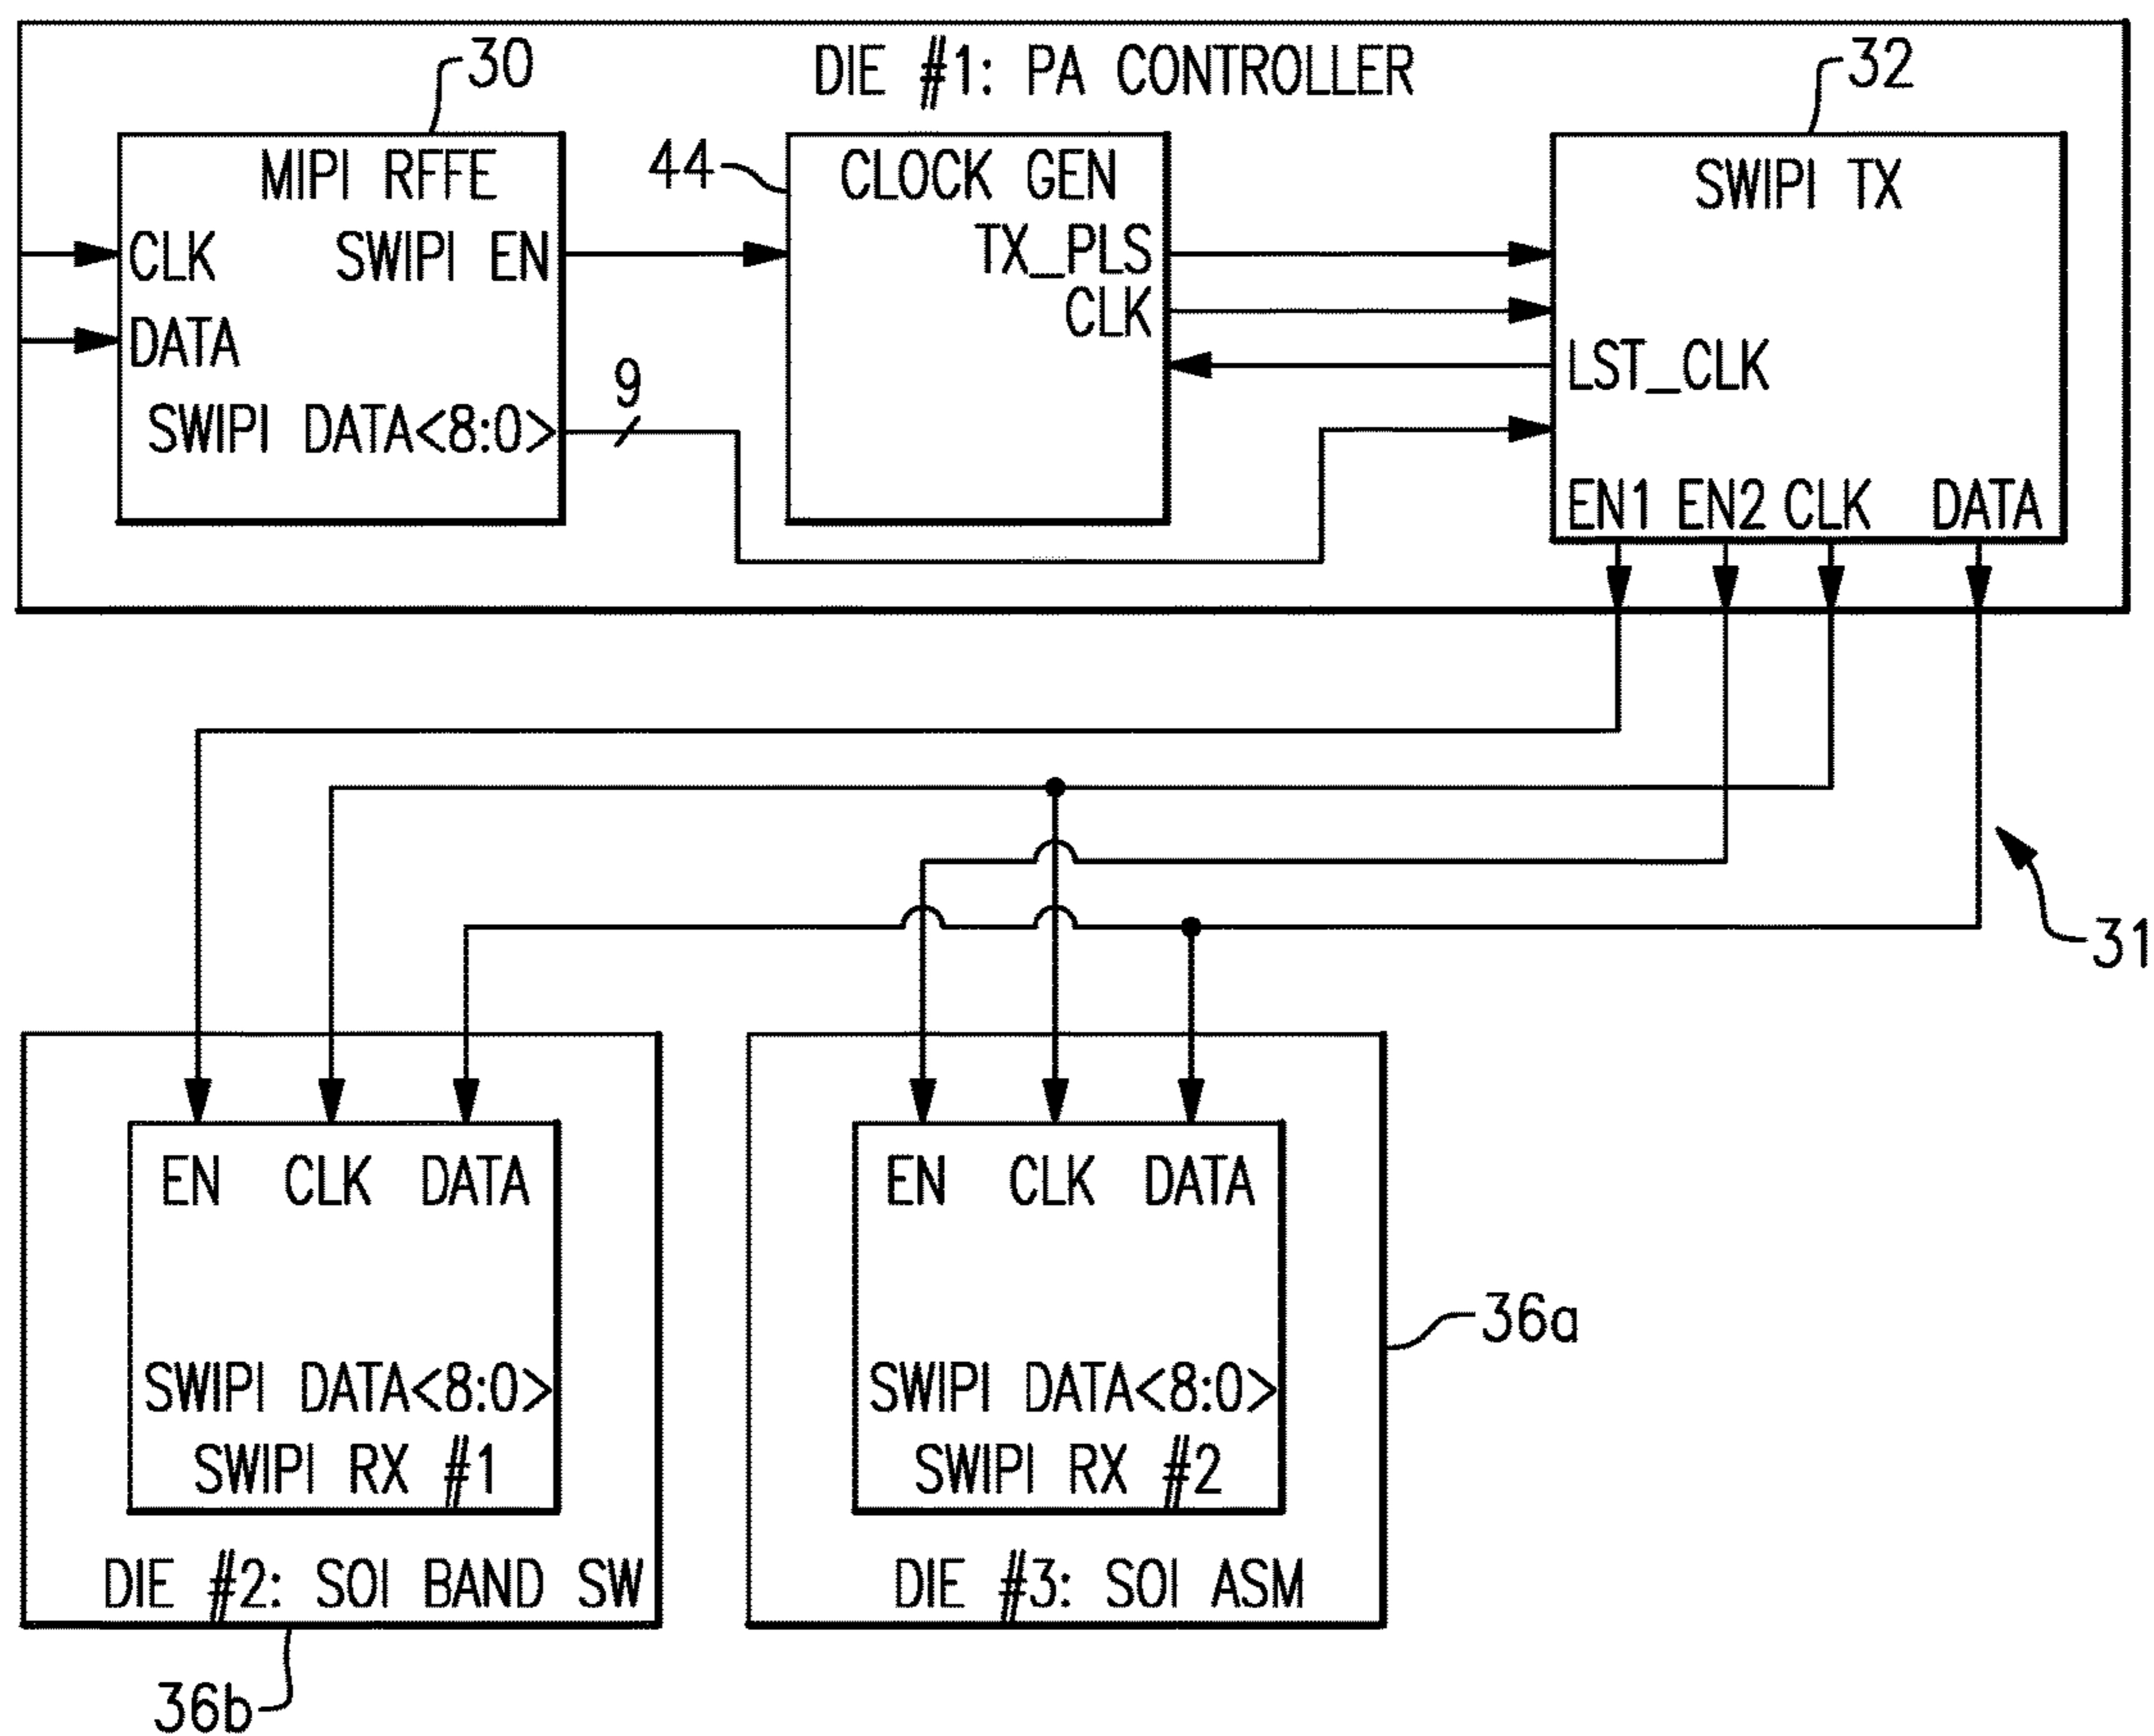 DIE #1: PA CONTROLLER
30
MIPI RFFE
CLK
SWIPI EN
DATA
SWIPI DATA<8:0>
9
44
CLOCK GEN
TX_PLS
CLK
32
SWIPI TX
LST_CLK
EN1 EN2 CLK DATA
31
EN CLK DATA
SWIPI DATA<8:0>
SWIPI RX #1
DIE #2: SOI BAND SW
36b
EN CLK DATA
SWIPI DATA<8:0>
SWIPI RX #2
DIE #3: SOI ASM
36a